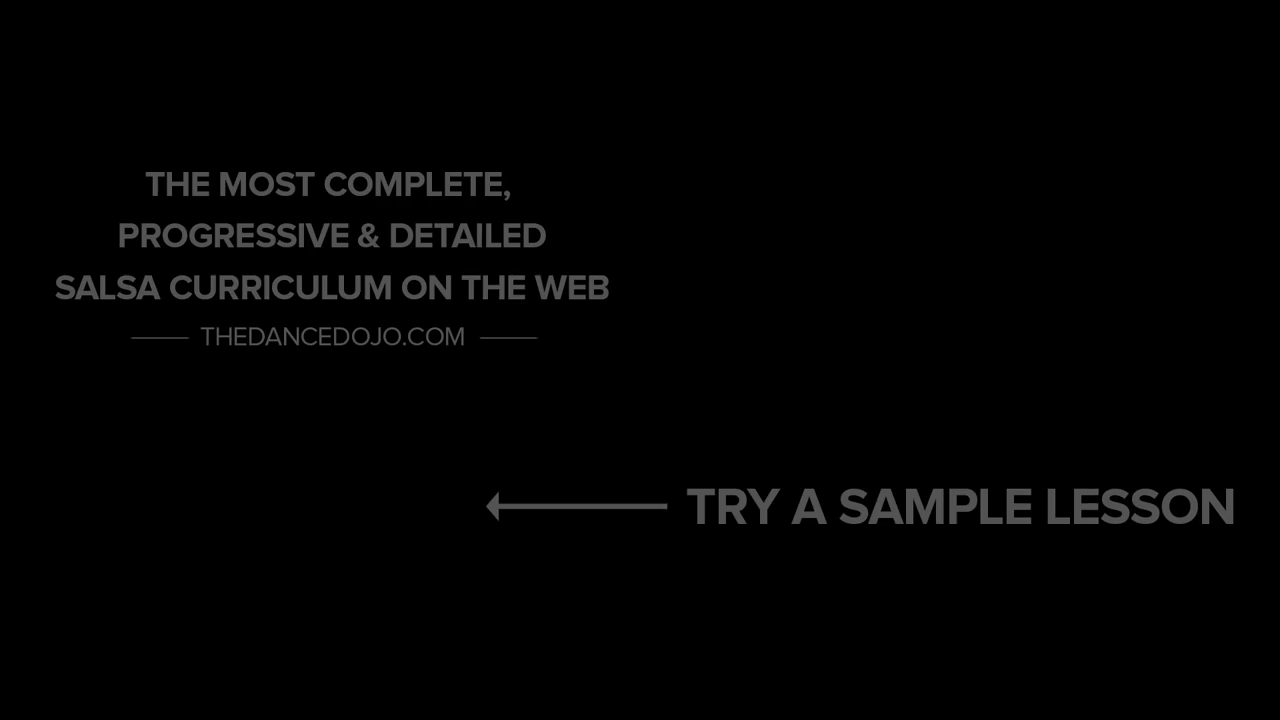 THE MOST COMPLETE,
PROGRESSIVE & DETAILED
SALSA CURRICULUM ON THE WEB
THEDANCEDOJO.COM
TRY A SAMPLE LESSON